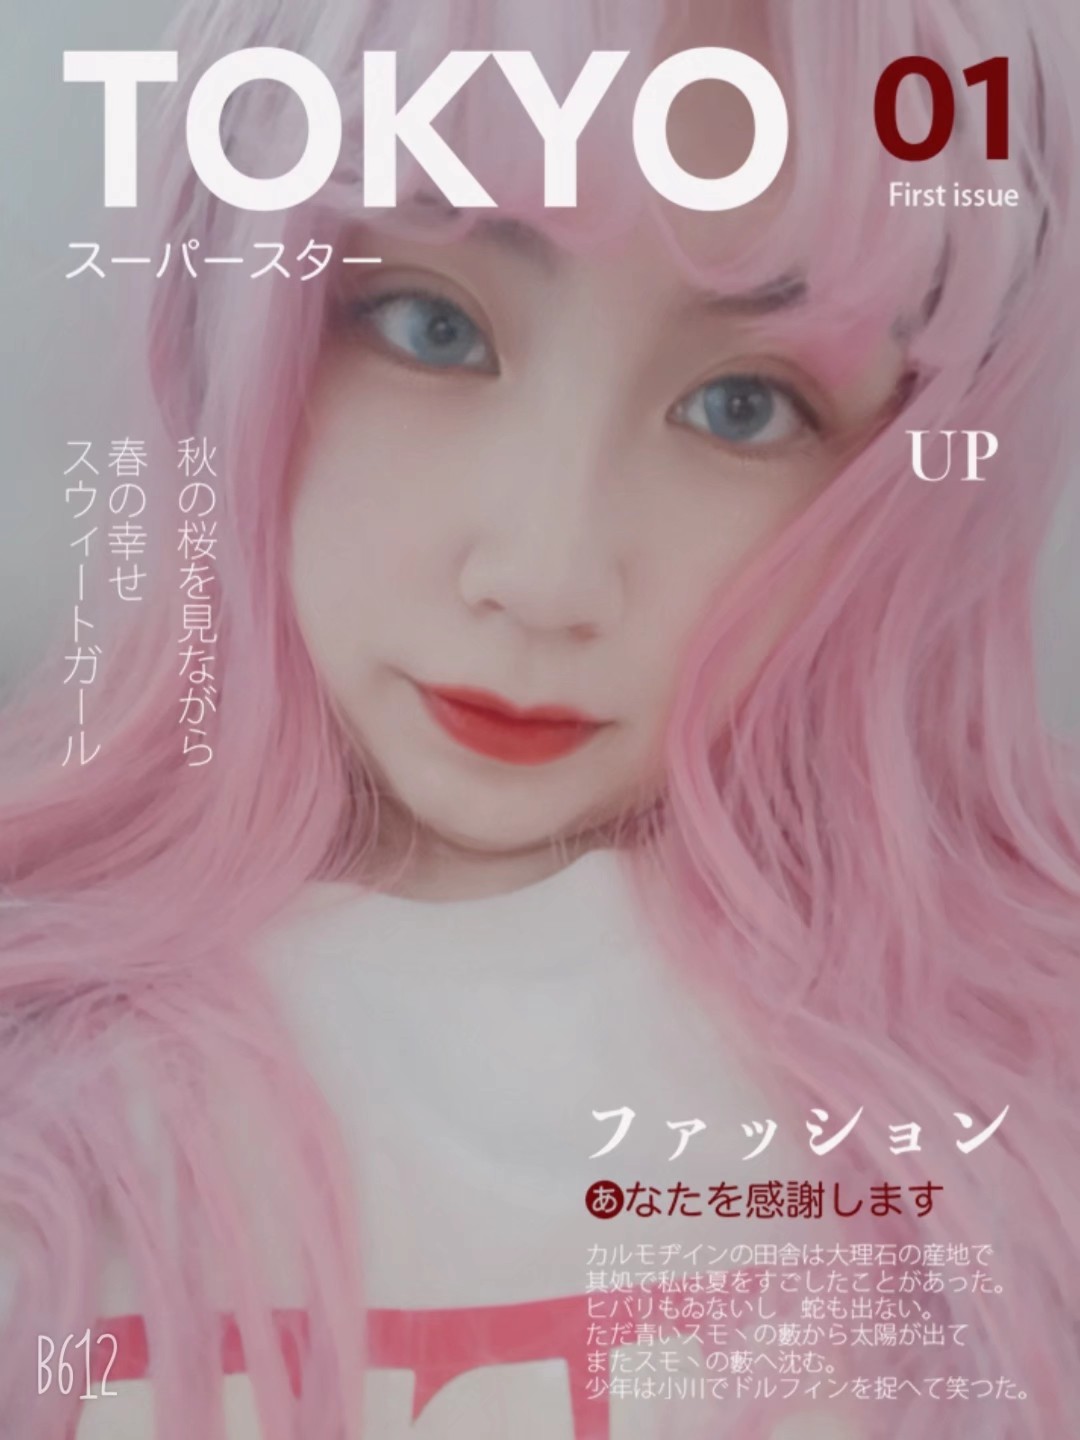 TOKYO
01
First issue
スーパースター
秋の桜を見ながら
春の幸せ
スウィートガール
UP
ファッション
あなたを感謝します
カルモヂインの田舎は大理石の産地で
其処で私は夏をすごしたことがあった。
ヒバリもゐないし　蛇も出ない。
ただ青いスモヽの藪から太陽が出て
またスモヽの藪へ沈む。
少年は小川でドルフィンを捉へて笑つた。
B612